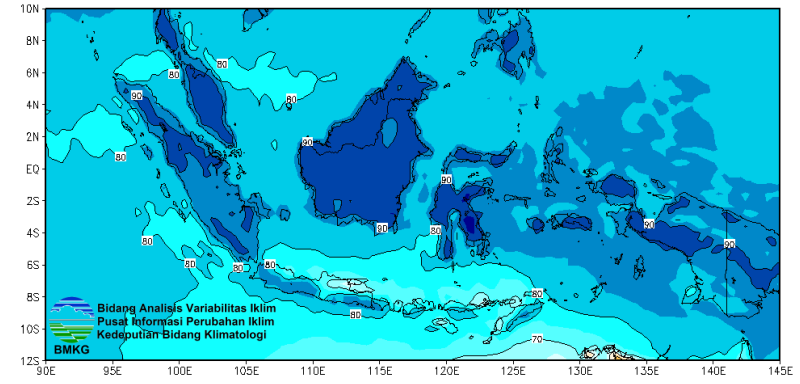 10N
8N
6N
4N
2N
EQ
2S
4S
6S
8S
10S
12S
80
80
80
90
80
90
90
80
90
80
90
90
80
80
80
80
80
80
70
Bidang Analisis Variabilitas Iklim
Pusat Informasi Perubahan Iklim
Kedeputian Bidang Klimatologi
BMKG
90E
95E
100E
105E
110E
115E
120E
125E
130E
135E
140E
145E